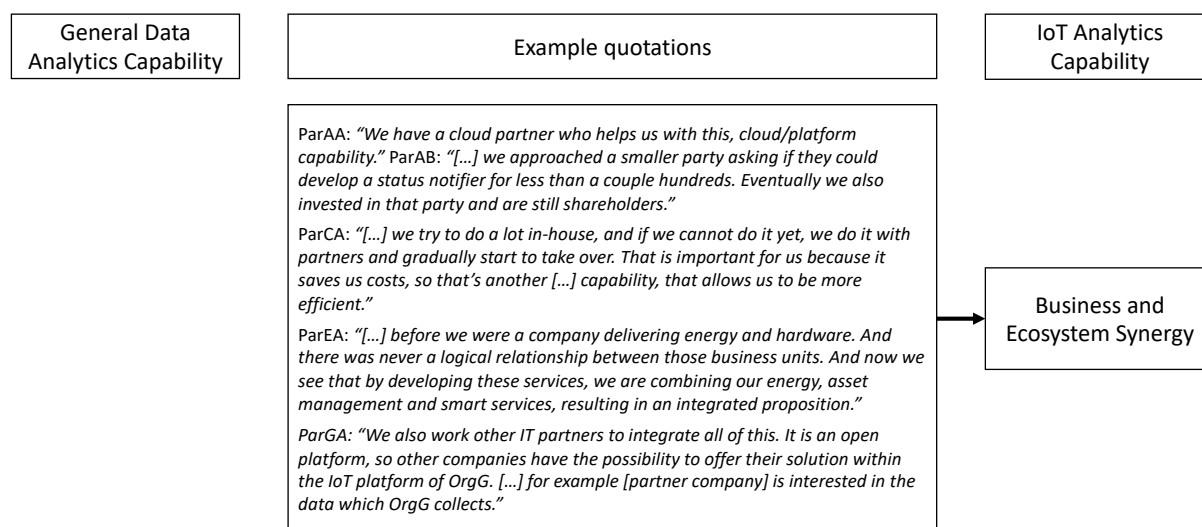 General Data
Analytics Capability
Example quotations
IoT Analytics
Capability
ParAA: “We have a cloud partner who helps us with this, cloud/platform
capability.” ParAB: “[…] we approached a smaller party asking if they could
develop a status notifier for less than a couple hundreds. Eventually we also
invested in that party and are still shareholders.”
ParCA: “[…] we try to do a lot in-house, and if we cannot do it yet, we do it with
partners and gradually start to take over. That is important for us because it
saves us costs, so that’s another […] capability, that allows us to be more
efficient.”
ParEA: “[…] before we were a company delivering energy and hardware. And
there was never a logical relationship between those business units. And now we
see that by developing these services, we are combining our energy, asset
management and smart services, resulting in an integrated proposition.”
ParGA: “We also work other IT partners to integrate all of this. It is an open
platform, so other companies have the possibility to offer their solution within
the IoT platform of OrgG. […] for example [partner company] is interested in the
data which OrgG collects.”
Business and
Ecosystem Synergy